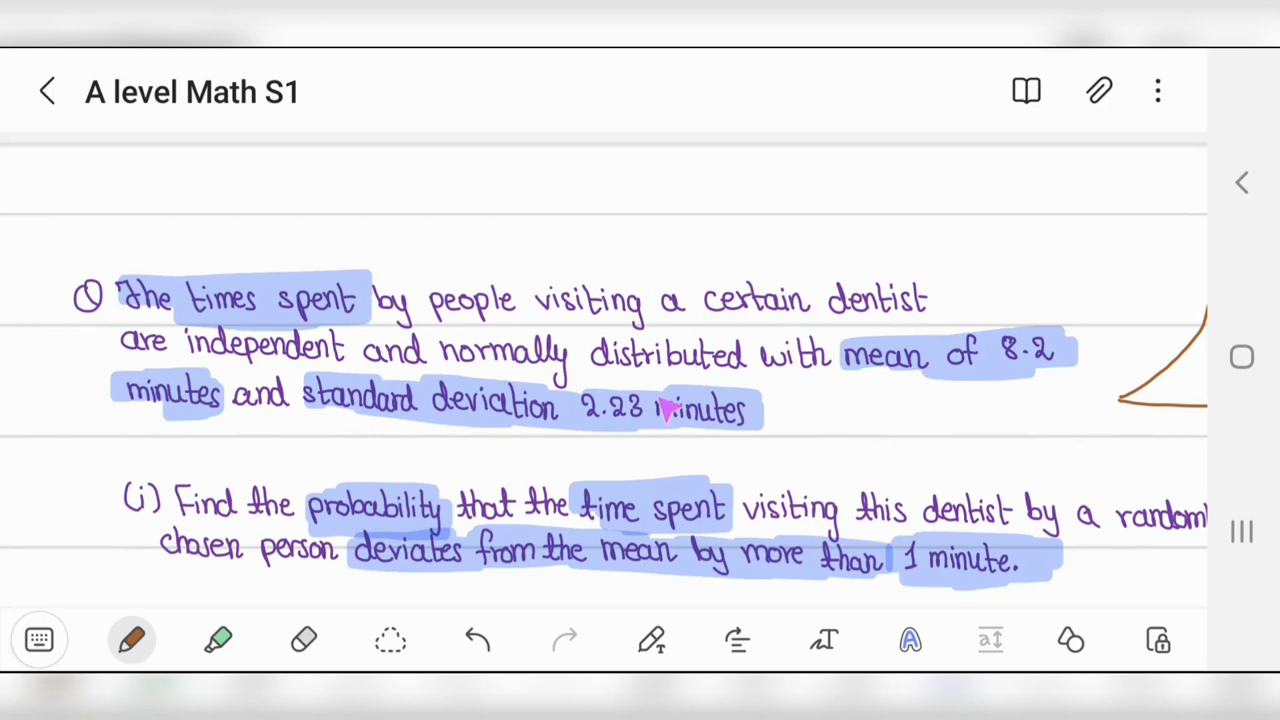 A level Math S1
① The times spent by people visiting a certain dentist
are independent and normally distributed with mean of 8.2
minutes and standard deviation 2.23 minutes
(i) Find the probability that the time spent visiting this dentist by a random
chosen person deviates from the mean by more than 1 minute.